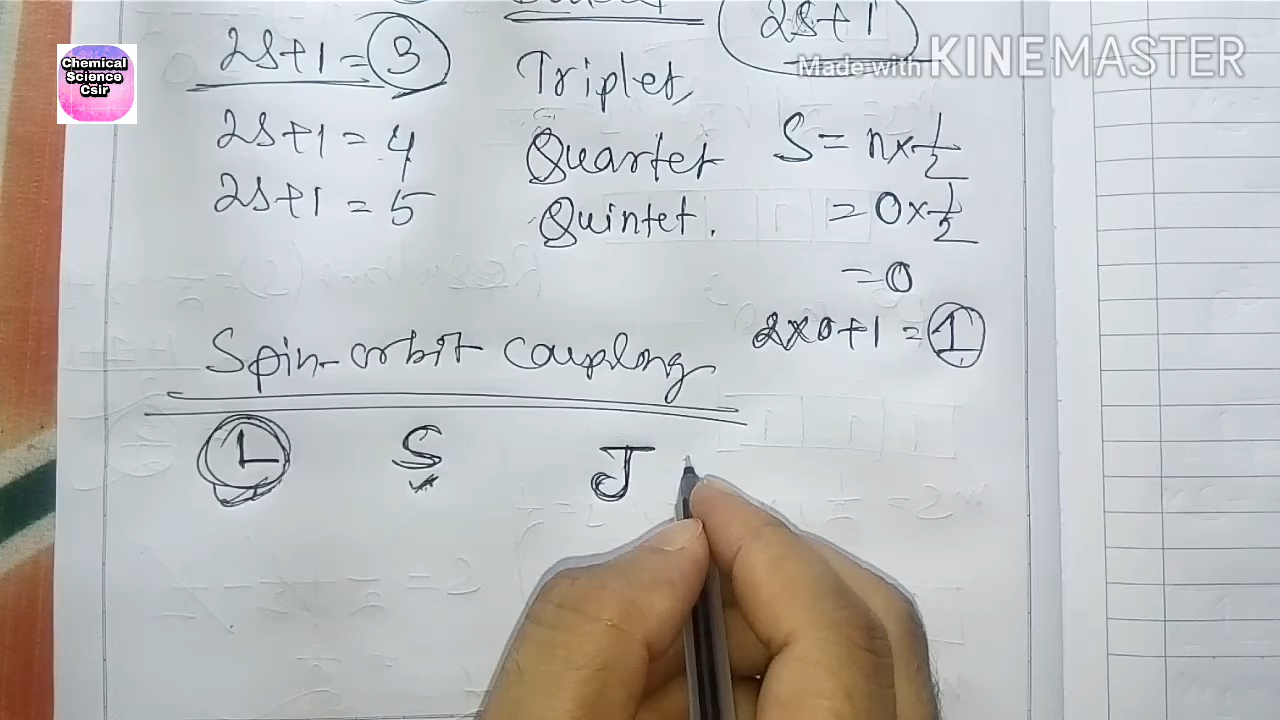 2S+1
2S+1 = 3
Made with KINEMASTER
Chemical
Science
Csir
Triplet,
2S+1 = 4
Quartet
S = n×1/2
2S+1 = 5
Quintet.
= 0×1/2
= 0
2×0+1 = 1
Spin-orbit Coupling
L S J